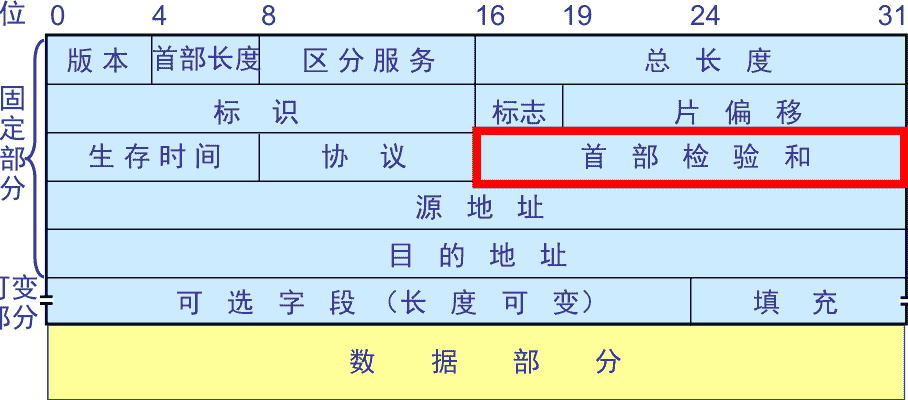 位 0 4 8 16 19 24 31
版本 首部长度 区分服务 总长度
标识 标志 片偏移
生存时间 协议 首部检验和
源地址
目的地址
可选字段（长度可变） 填充
数据部分
固定部分
可变部分